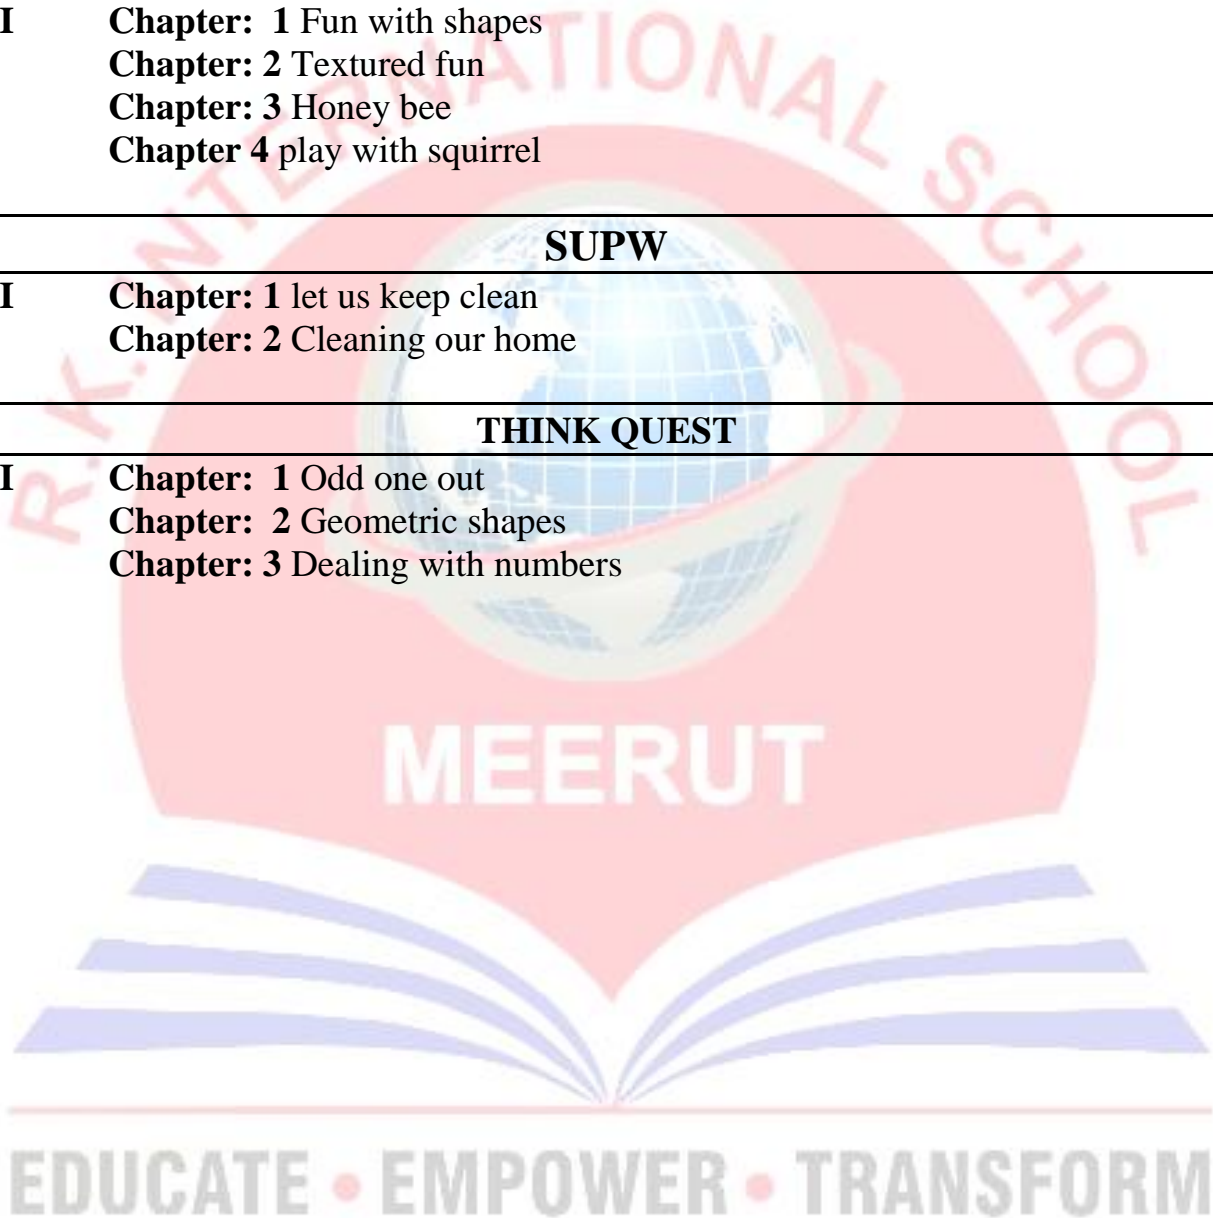 I Chapter: 1 Fun with shapes
Chapter: 2 Textured fun
Chapter: 3 Honey bee
Chapter 4 play with squirrel
SUPW
I Chapter: 1 let us keep clean
Chapter: 2 Cleaning our home
THINK QUEST
I Chapter: 1 Odd one out
Chapter: 2 Geometric shapes
Chapter: 3 Dealing with numbers
R.K. INTERNATIONAL SCHOOL
MEERUT
EDUCATE • EMPOWER • TRANSFORM